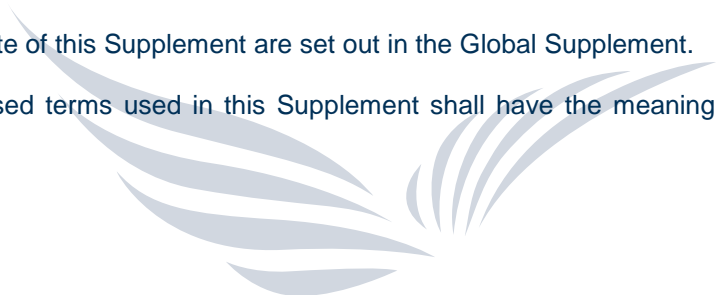 te of this Supplement are set out in the Global Supplement.
sed terms used in this Supplement shall have the meaning